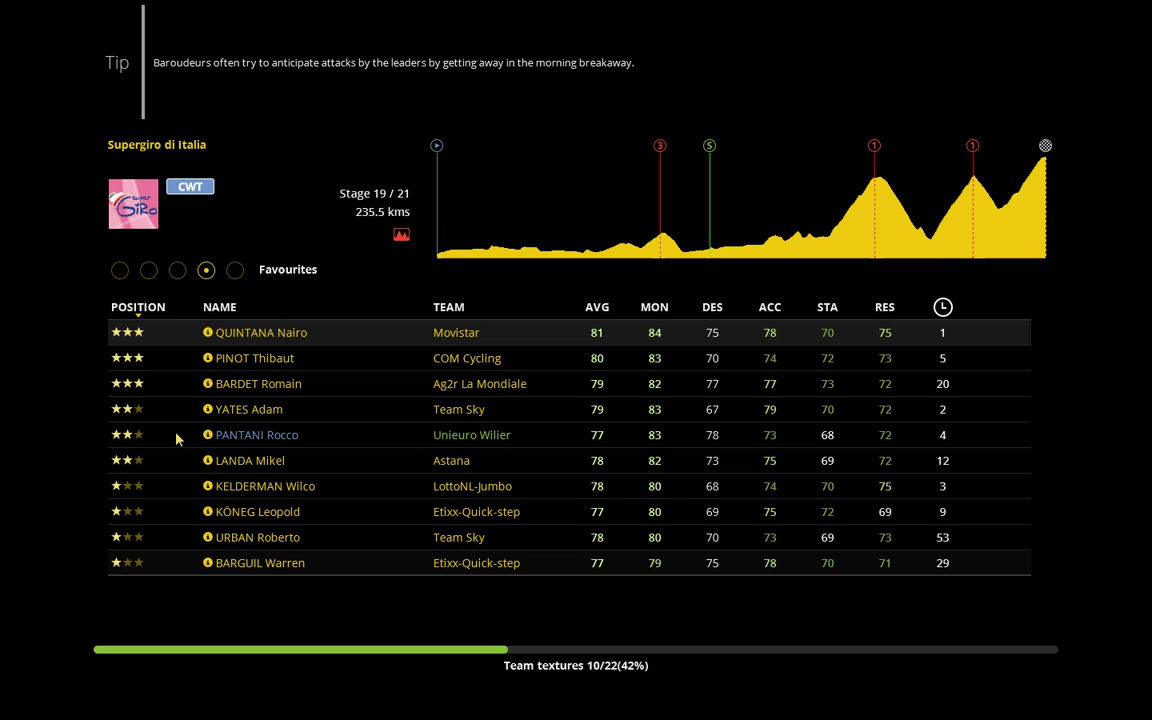 Tip
Baroudeurs often try to anticipate attacks by the leaders by getting away in the morning breakaway.
Supergiro di Italia
3 S 1 1
super Giro
CWT
Stage 19 / 21
235.5 kms
Favourites
POSITION NAME TEAM AVG MON DES ACC STA RES
QUINTANA Nairo Movistar 81 84 75 78 70 75 1
PINOT Thibaut COM Cycling 80 83 70 74 72 73 5
BARDET Romain Ag2r La Mondiale 79 82 77 77 73 72 20
YATES Adam Team Sky 79 83 67 79 70 72 2
PANTANI Rocco Unieuro Wilier 77 83 78 73 68 72 4
LANDA Mikel Astana 78 82 73 75 69 72 12
KELDERMAN Wilco LottoNL-Jumbo 78 80 68 74 70 75 3
KÖNEG Leopold Etixx-Quick-step 77 80 69 75 72 69 9
URBAN Roberto Team Sky 78 80 70 73 69 73 53
BARGUIL Warren Etixx-Quick-step 77 79 75 78 70 71 29
Team textures 10/22(42%)